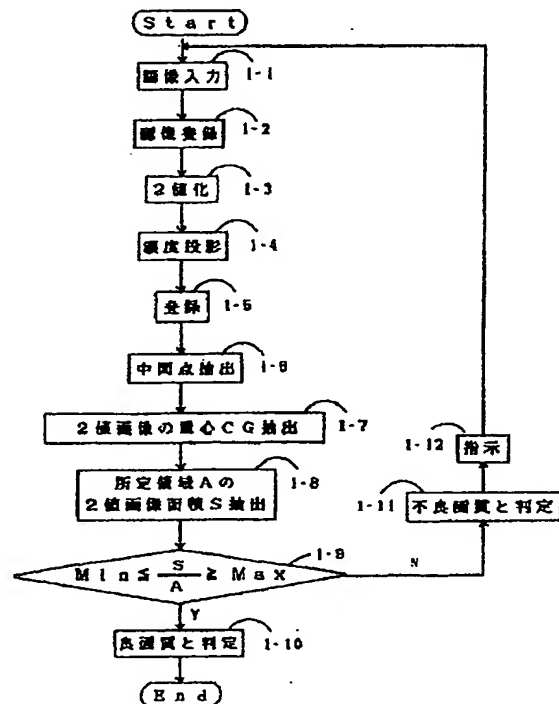 Start
画像入力
1-1
画像登録
1-2
2値化
1-3
濃度投影
1-4
登録
1-5
中間点抽出
1-6
2値画像の重心CG抽出
1-7
所定領域Aの
2値画像面積S抽出
1-8
1-9
Min≦S/A≧Max
N
Y
良画質と判定
1-10
End
不良画質と判定
1-11
指示
1-12